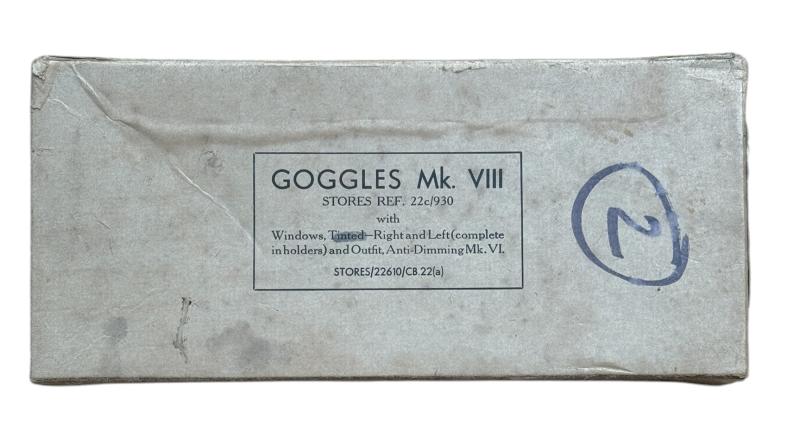 GOGGLES Mk. VIII
STORES REF. 22c/930
with
Windows, Tinted–Right and Left (complete
in holders) and Outfit, Anti-Dimming Mk. VI.
STORES/22610/CB.22(a)
2